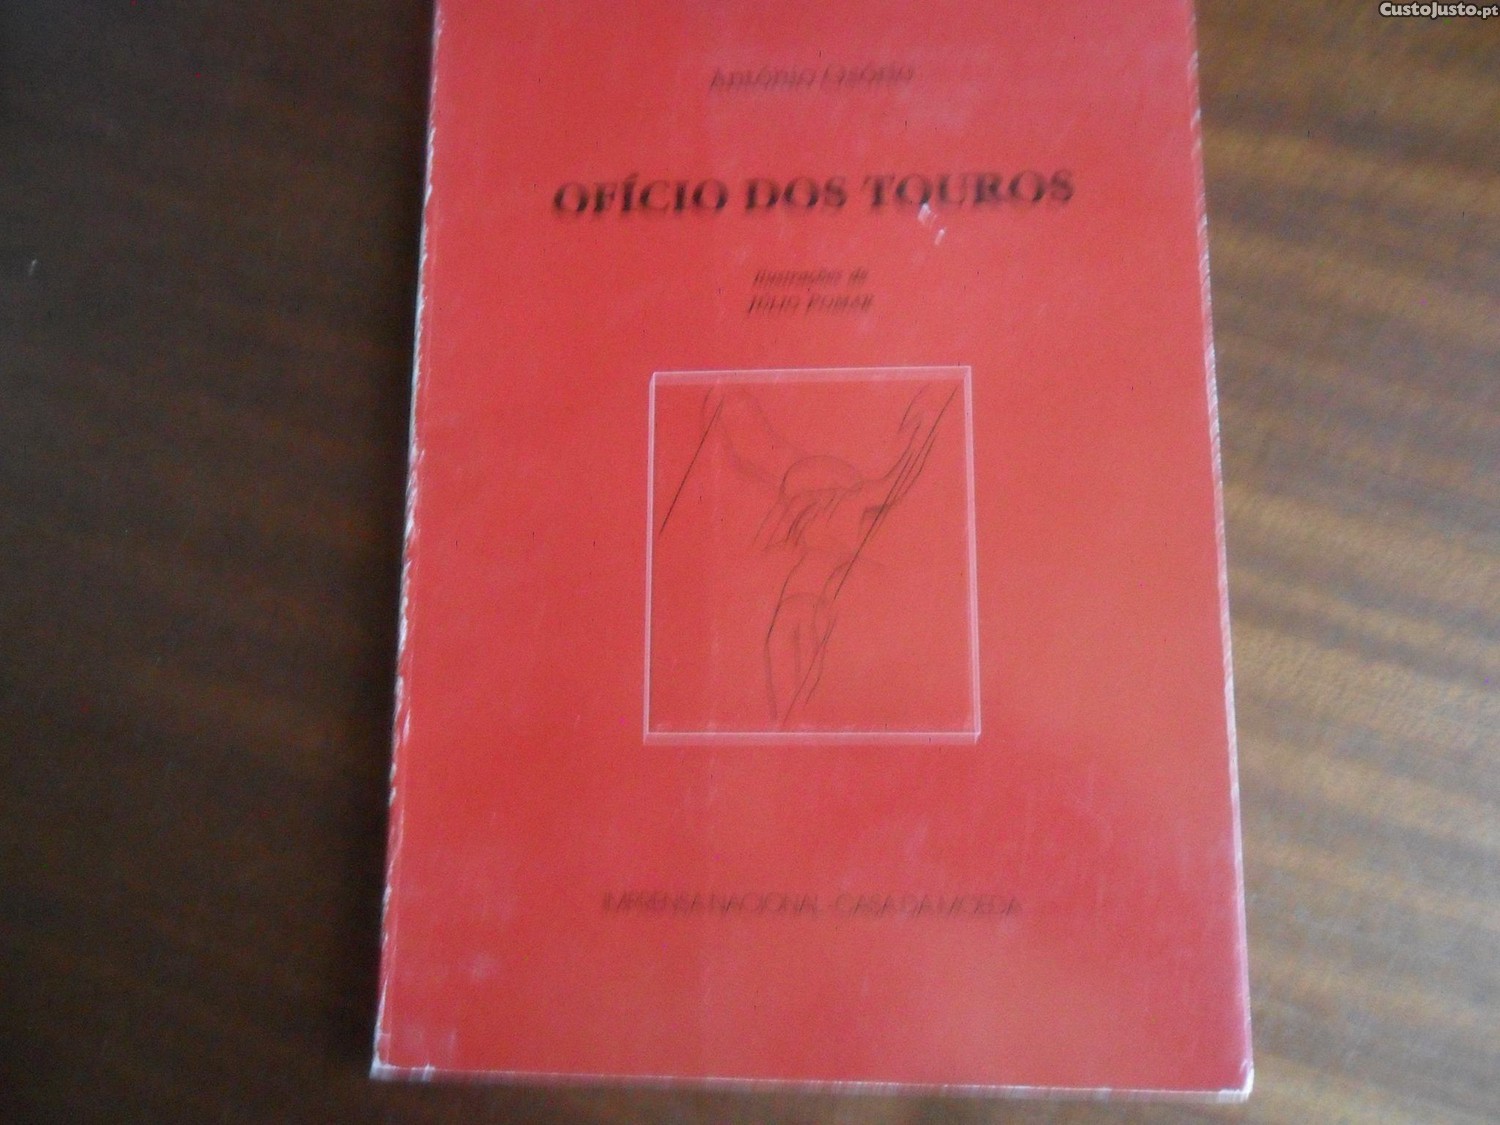 CustoJusto.pt
António Osório
OFÍCIO DOS TOUROS
Ilustrações de
JÚLIO POMAR
IMPRENSA NACIONAL - CASA DA MOEDA